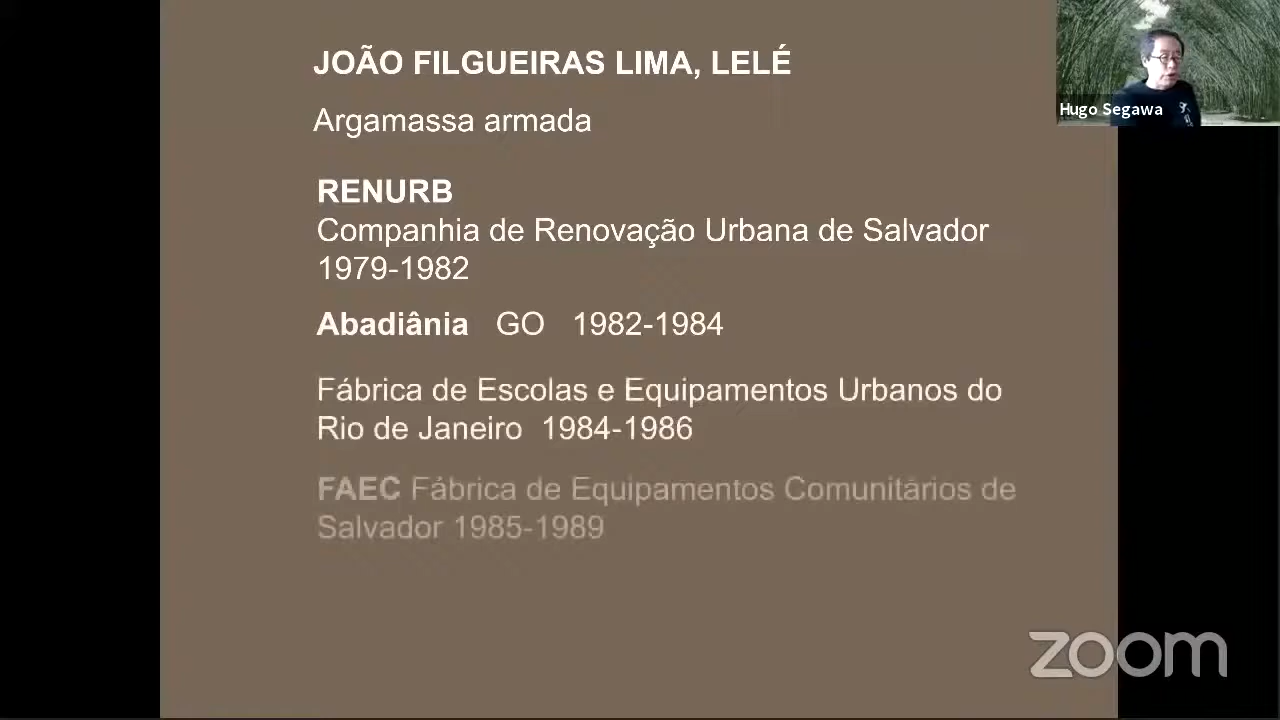 JOÃO FILGUEIRAS LIMA, LELÉ
Argamassa armada
Hugo Segawa
RENURB
Companhia de Renovação Urbana de Salvador
1979-1982
Abadiânia GO 1982-1984
Fábrica de Escolas e Equipamentos Urbanos do
Rio de Janeiro 1984-1986
FAEC Fábrica de Equipamentos Comunitários de
Salvador 1985-1989
zoom